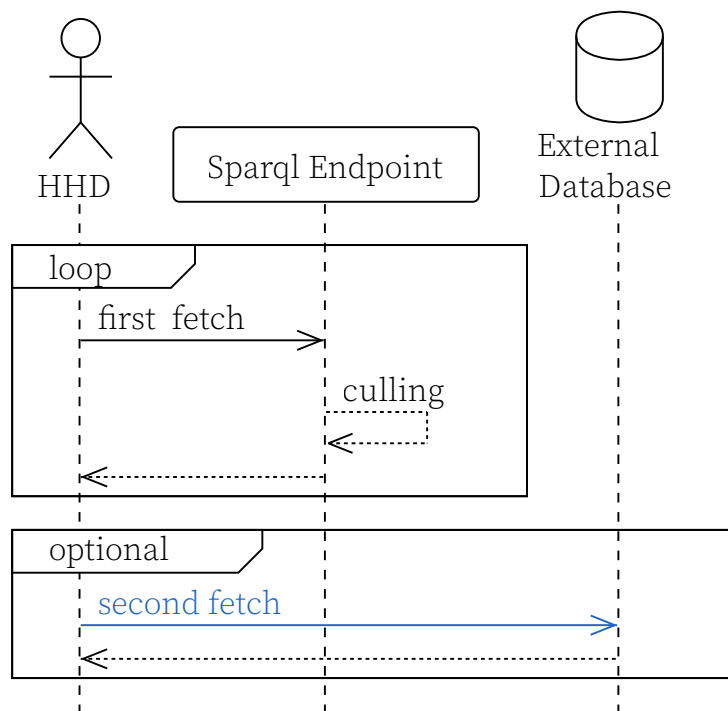 HHD
Sparql Endpoint
External
Database
loop
first fetch
culling
optional
second fetch